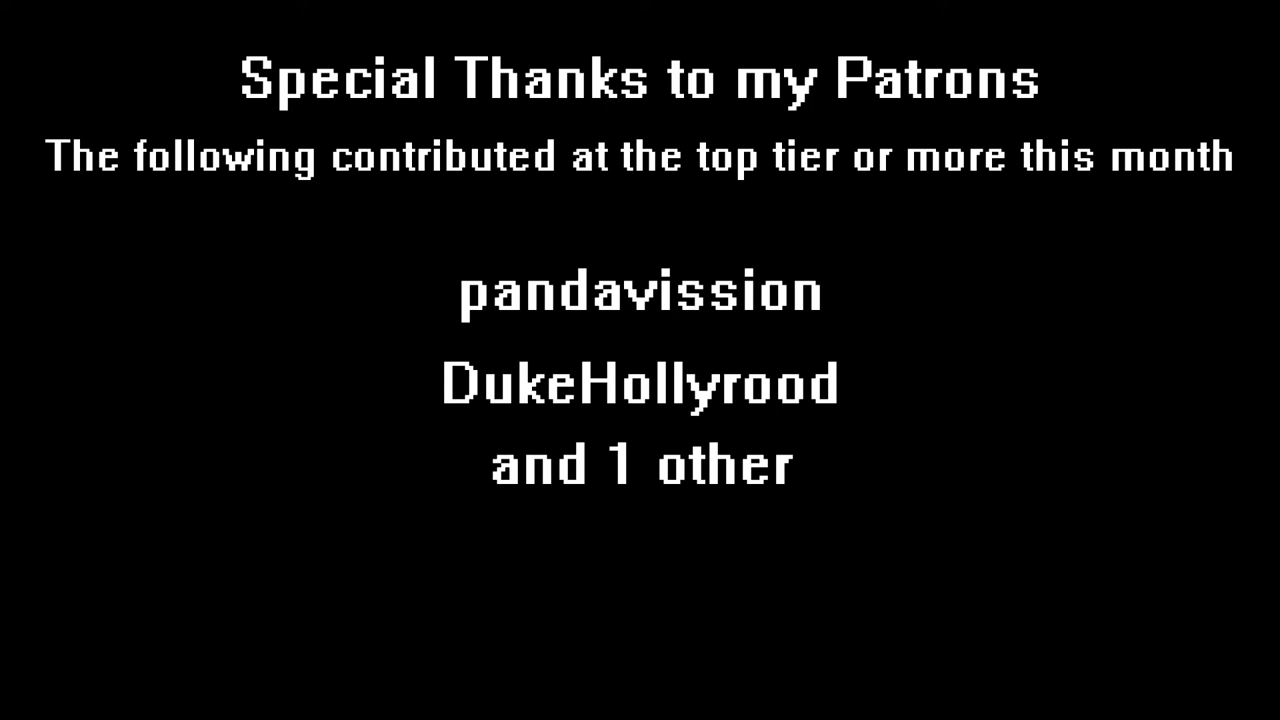 Special Thanks to my Patrons
The following contributed at the top tier or more this month
pandavission
DukeHollyrood
and 1 other